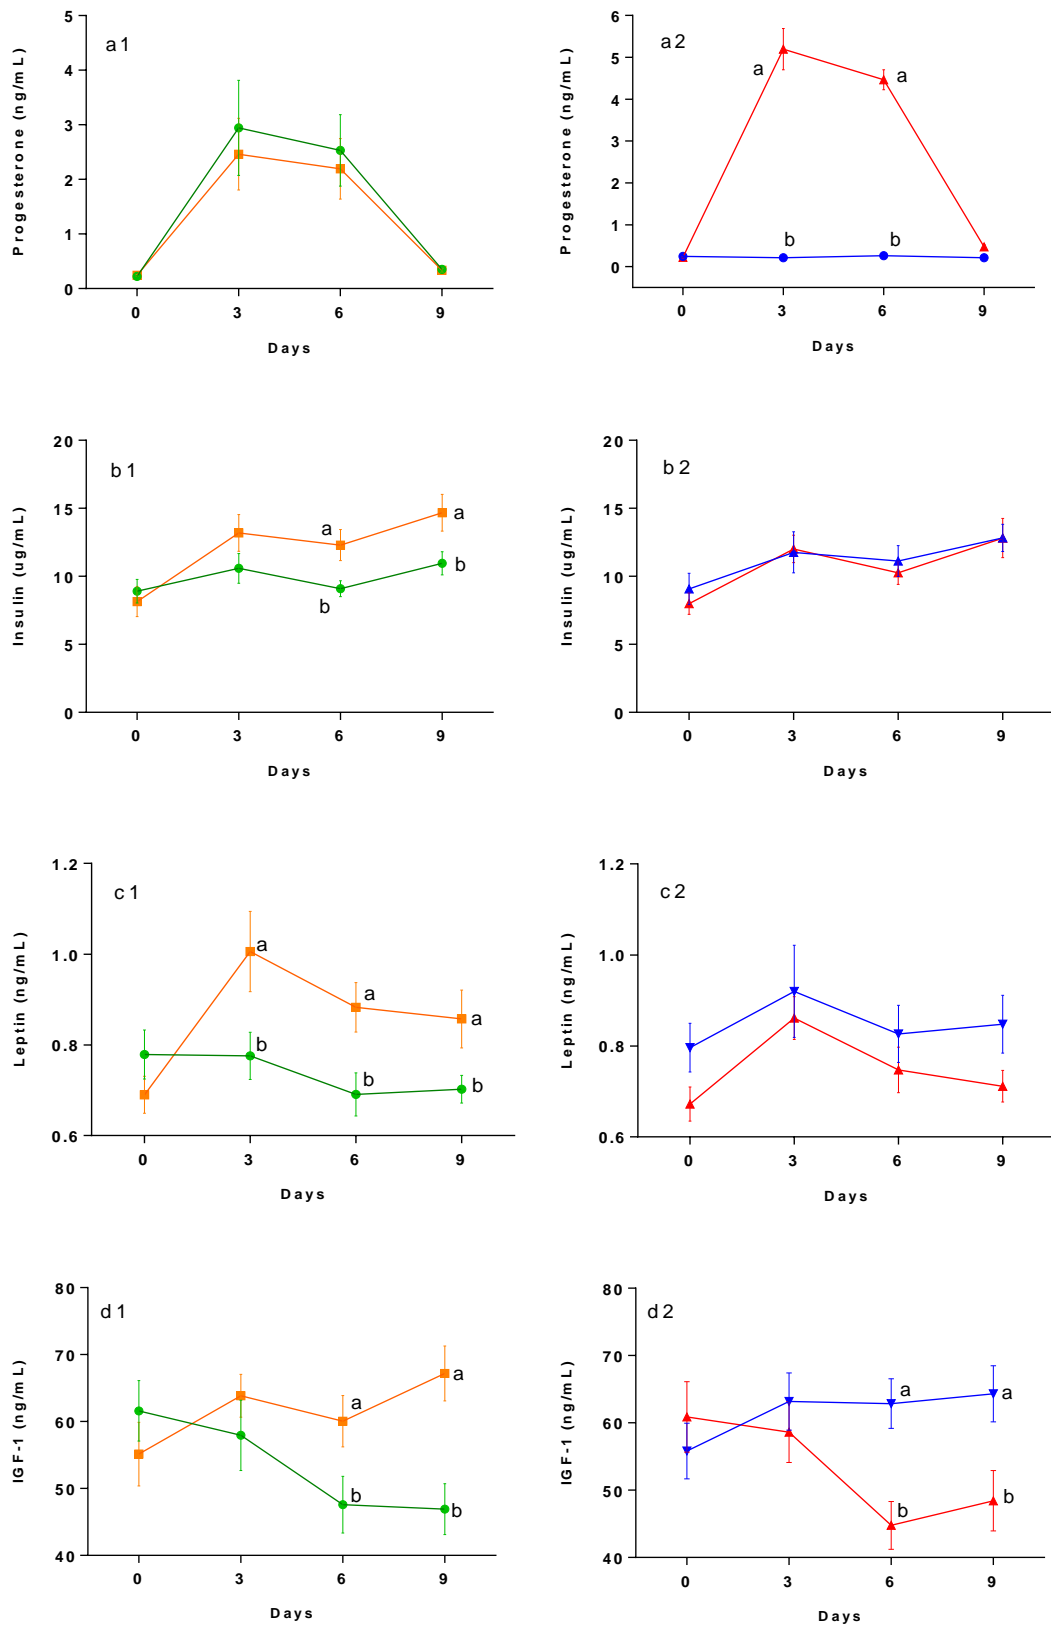 a1
Progesterone (ng/mL)
5
4
3
2
1
0
0 3 6 9
Days
a2
Progesterone (ng/mL)
6
5
4
3
2
1
0
a
a
b
b
0 3 6 9
Days
b1
Insulin (ug/mL)
20
15
10
5
0
a
a
b
b
0 3 6 9
Days
b2
Insulin (ug/mL)
20
15
10
5
0
0 3 6 9
Days
c1
Leptin (ng/mL)
1.2
1.0
0.8
0.6
a
a
a
b
b
b
0 3 6 9
Days
c2
Leptin (ng/mL)
1.2
1.0
0.8
0.6
0 3 6 9
Days
d1
IGF-1 (ng/mL)
80
70
60
50
40
a
a
b
b
0 3 6 9
Days
d2
IGF-1 (ng/mL)
80
70
60
50
40
a
a
b
b
0 3 6 9
Days